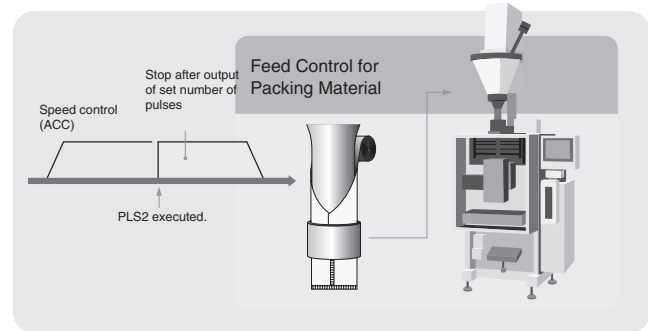 Feed Control for
Packing Material
Stop after output
of set number of
pulses
Speed control
(ACC)
PLS2 executed.